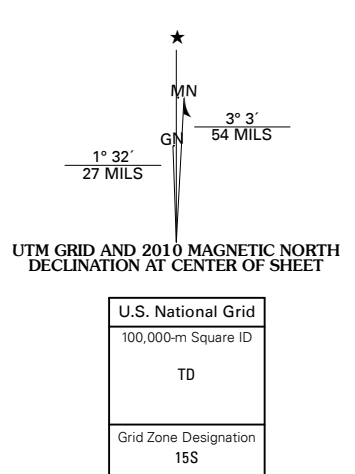 ★
MN
GN
3° 3´
54 MILS
1° 32´
27 MILS
UTM GRID AND 2010 MAGNETIC NORTH
DECLINATION AT CENTER OF SHEET
U.S. National Grid
100,000-m Square ID
TD
Grid Zone Designation
15S